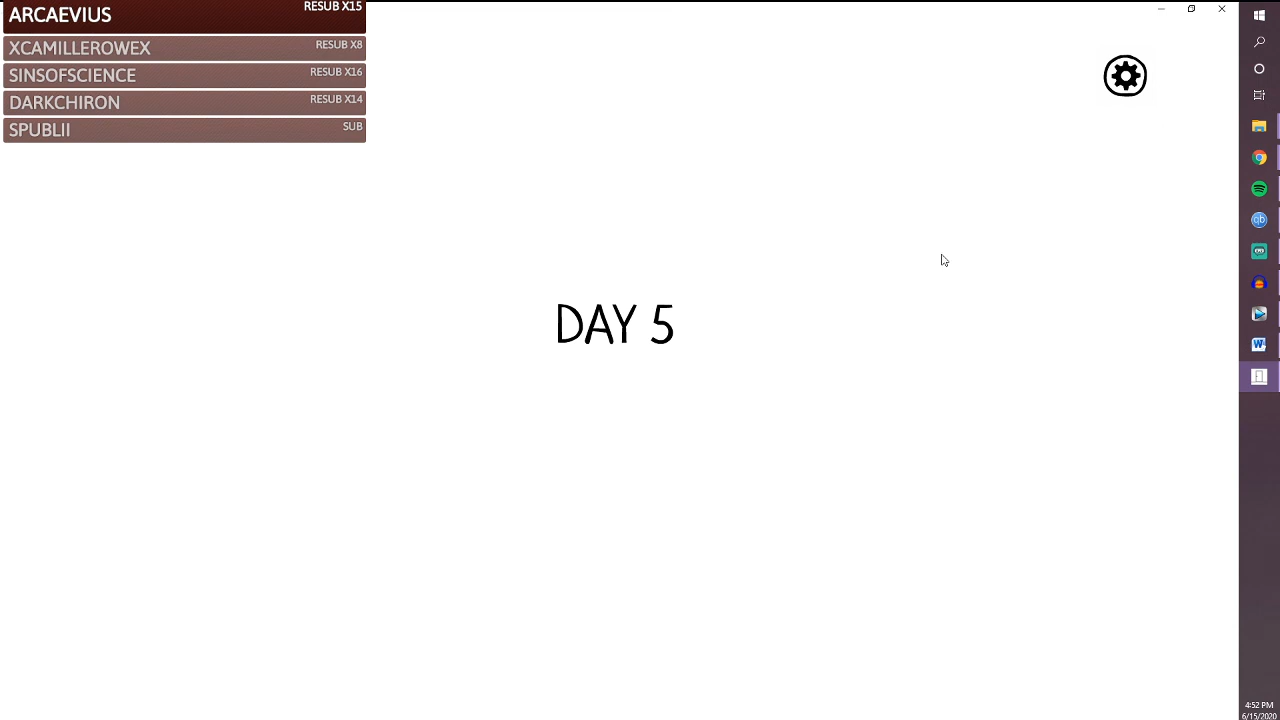 ARCAEVIUS RESUB X15
XCAMILLEROWEX RESUB X8
SINSOFSCIENCE RESUB X16
DARKCHIRON RESUB X14
SPUBLII SUB
DAY 5
qb
W
4:52 PM
6/15/2020